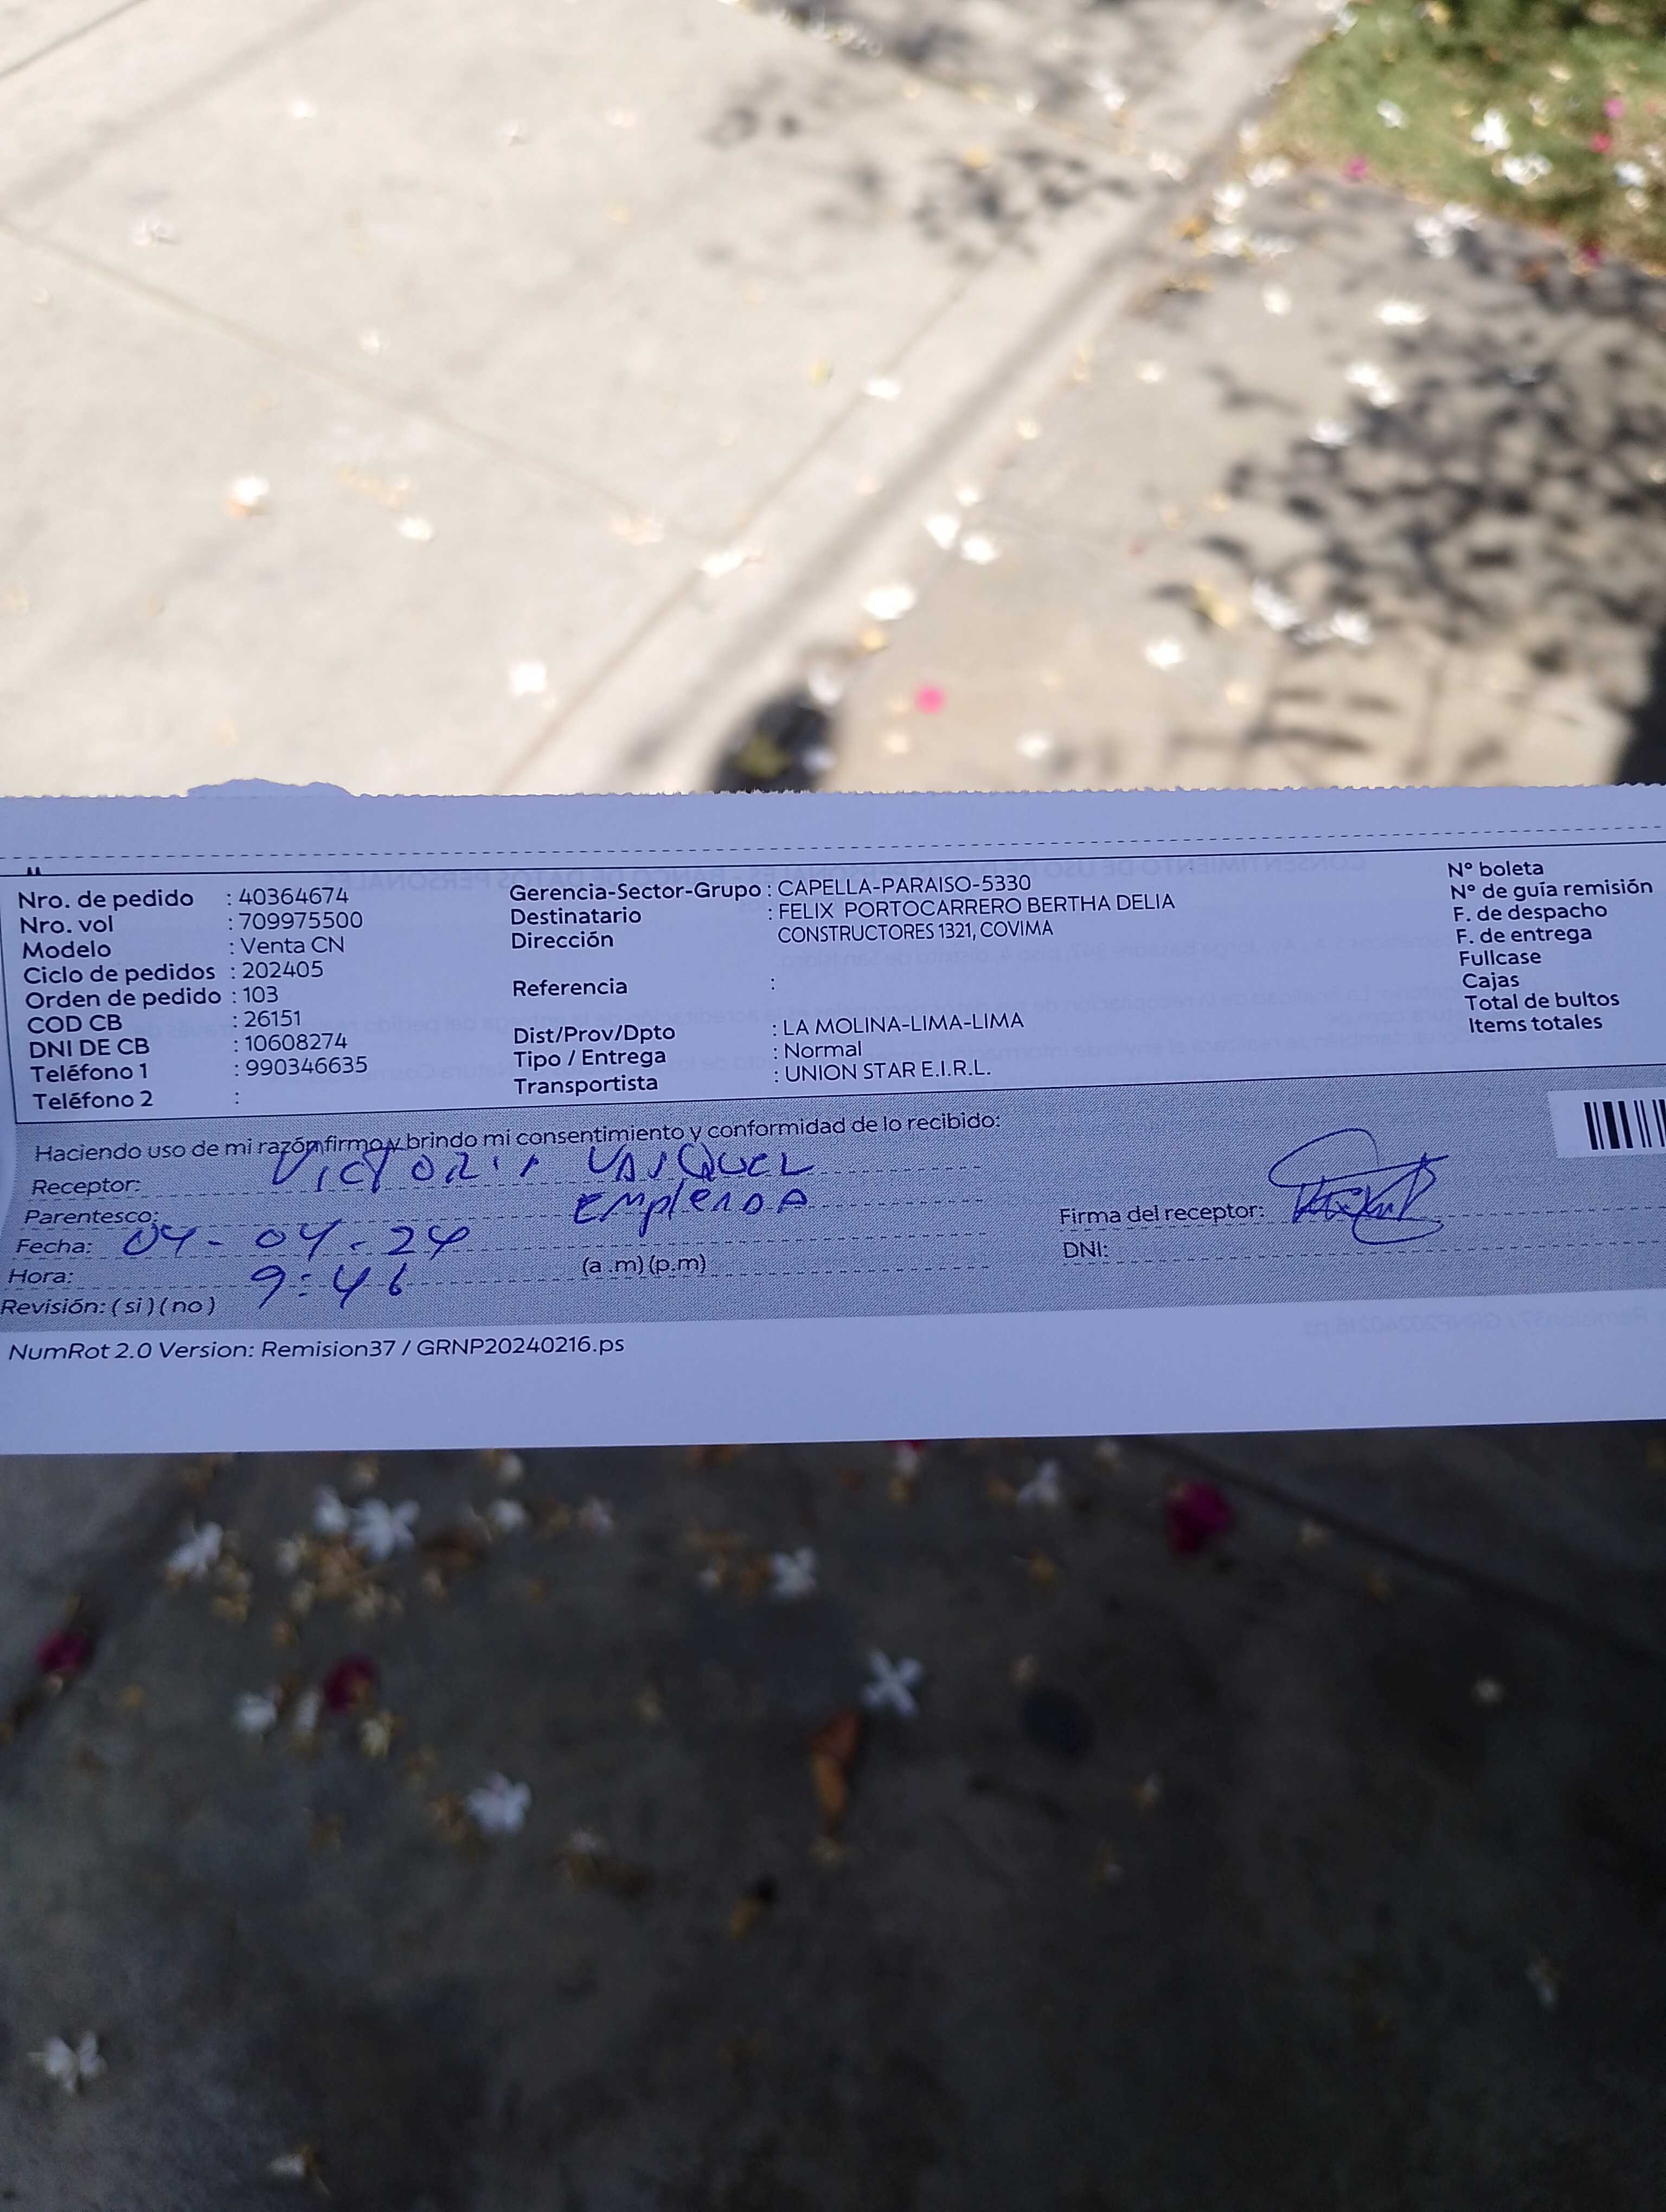 Nro. de pedido : 40364674
Nro. vol : 709975500
Modelo : Venta CN
Ciclo de pedidos : 202405
Orden de pedido : 103
COD CB : 26151
DNI DE CB : 10608274
Teléfono 1 : 990346635
Teléfono 2 :
Gerencia-Sector-Grupo : CAPELLA-PARAISO-5330
Destinatario : FELIX PORTOCARRERO BERTHA DELIA
Dirección CONSTRUCTORES 1321, COVIMA
Referencia :
Dist/Prov/Dpto : LA MOLINA-LIMA-LIMA
Tipo / Entrega : Normal
Transportista : UNION STAR E.I.R.L.
N° boleta
N° de guía remisión
F. de despacho
F. de entrega
Fullcase
Cajas
Total de bultos
Items totales
Haciendo uso de mi razón firmo y brindo mi consentimiento y conformidad de lo recibido:
Receptor:
Parentesco:
Fecha: 04-04-24
Hora: 9:46 (a .m) (p.m)
Revisión: ( si ) ( no )
Firma del receptor:
DNI:
NumRot 2.0 Version: Remision37 / GRNP20240216.ps